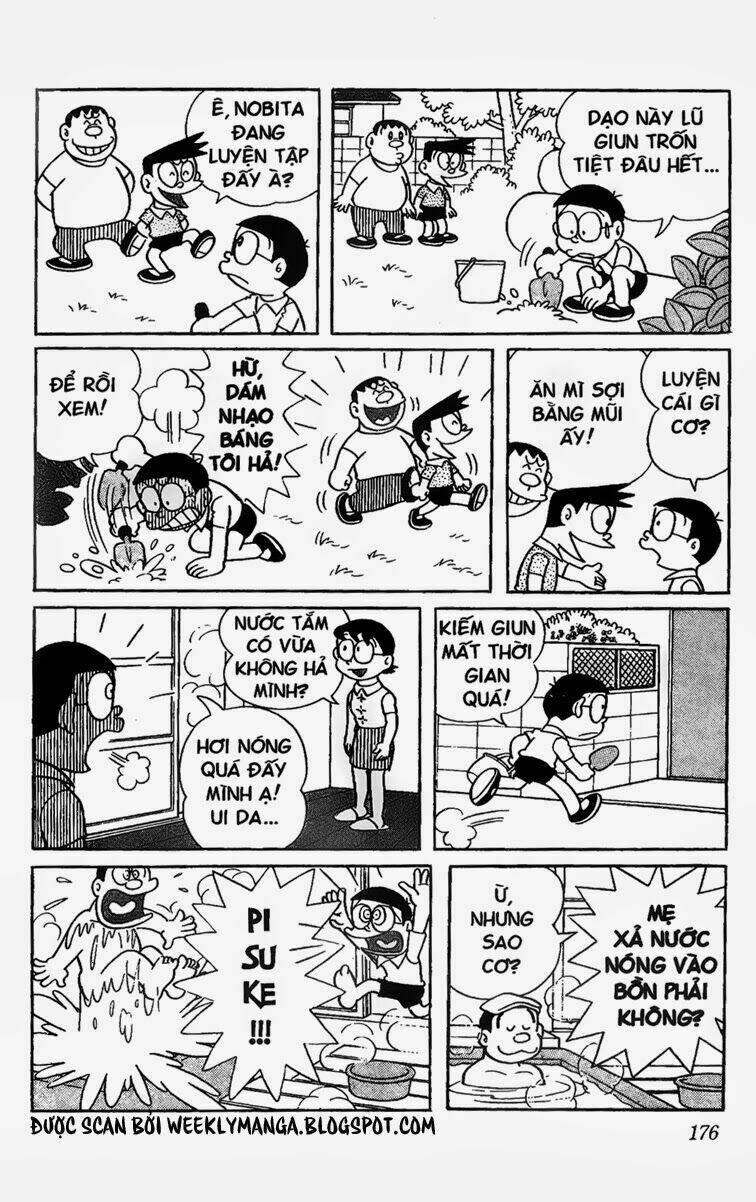 DẠO NÀY LŨ
GIUN TRỐN
TIỆT ĐÂU HẾT...
Ê, NOBITA
ĐANG
LUYỆN TẬP
ĐẤY À?
LUYỆN
CÁI GÌ
CƠ?
ĂN MÌ SỢI
BẰNG MŨI
ẤY!
HỪ,
DÁM
NHẠO
BÁNG
TÔI HẢ!
ĐỂ RỒI
XEM!
KIẾM GIUN
MẤT THỜI
GIAN
QUÁ!
NƯỚC TẮM
CÓ VỪA
KHÔNG HẢ
MÌNH?
HƠI NÓNG
QUÁ ĐẤY
MÌNH Ạ!
UI DA...
MẸ
XẢ NƯỚC
NÓNG VÀO
BỒN PHẢI
KHÔNG?
Ừ,
NHƯNG
SAO
CƠ?
PI
SU
KE
!!!
ĐƯỢC SCAN BỞI WEEKLYMANGA.BLOGSPOT.COM
176